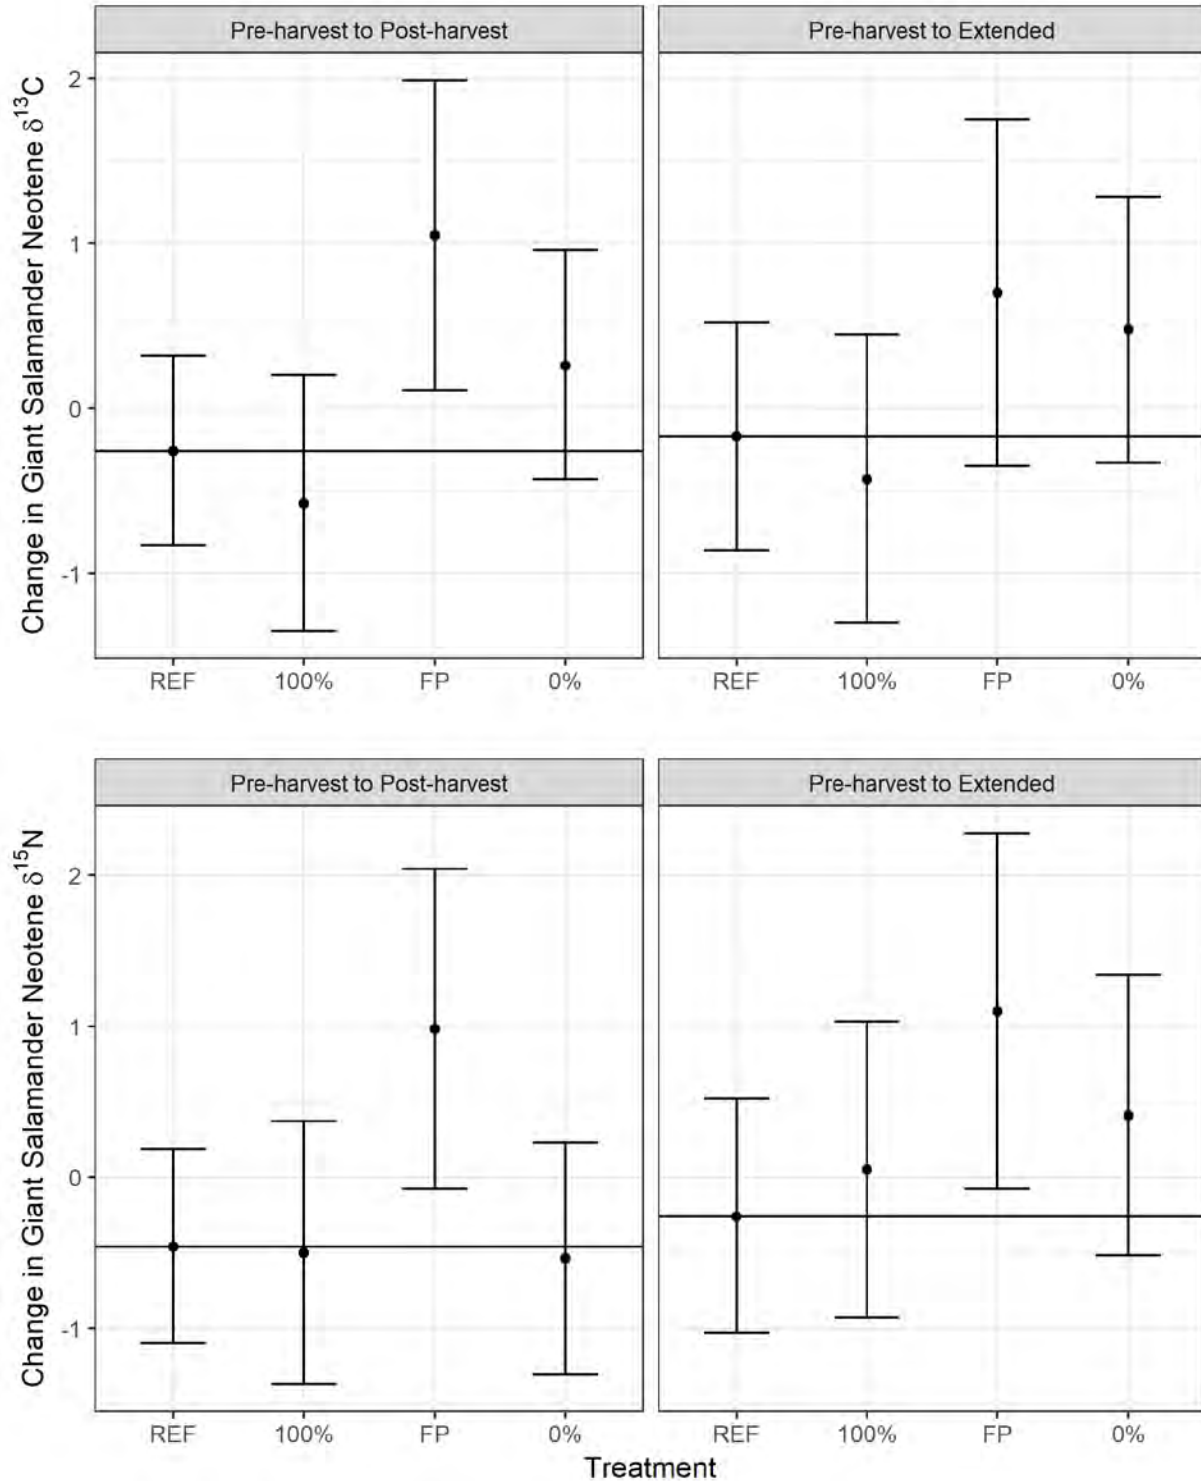 Pre-harvest to Post-harvest
Pre-harvest to Extended
Change in Giant Salamander Neotene δ¹³C
2
1
0
-1
REF 100% FP 0%
REF 100% FP 0%
Pre-harvest to Post-harvest
Pre-harvest to Extended
Change in Giant Salamander Neotene δ¹⁵N
2
1
0
-1
REF 100% FP 0%
REF 100% FP 0%
Treatment